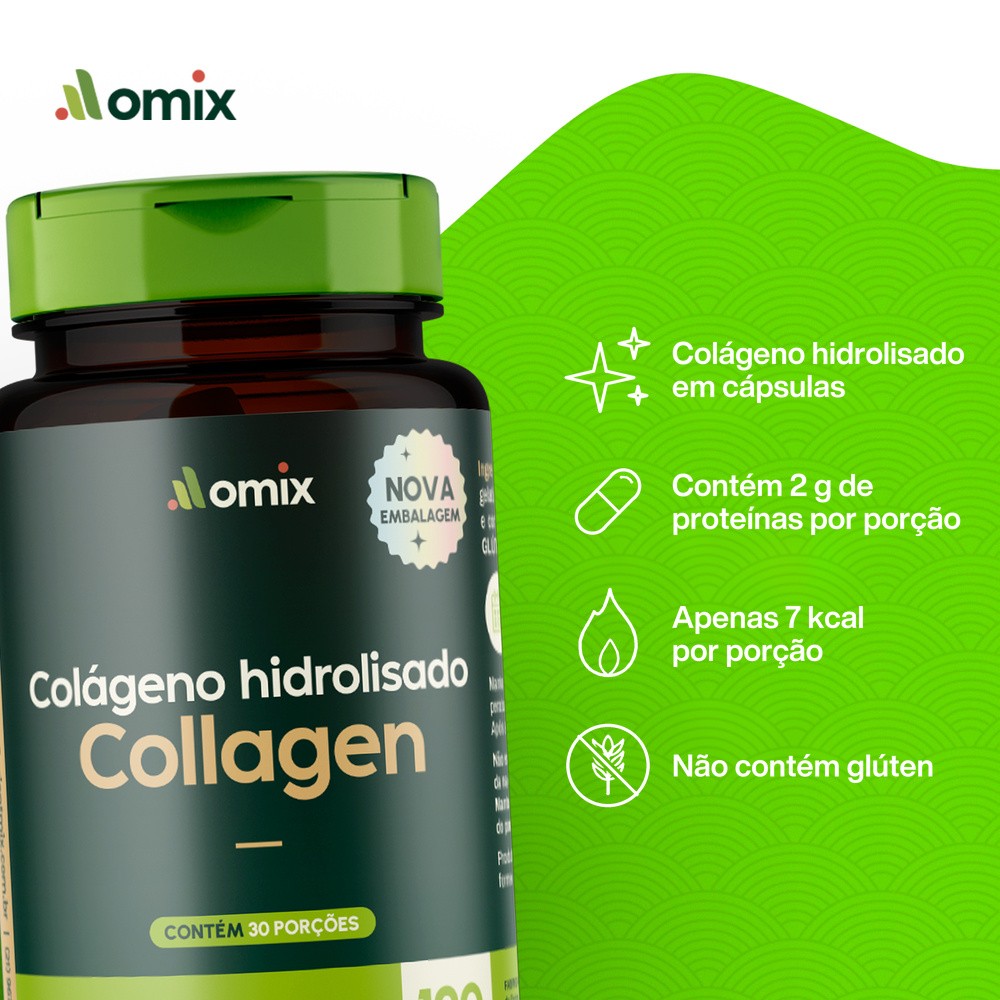 omix
omix
NOVA
EMBALAGEM
Colágeno hidrolisado
Collagen
CONTÉM 30 PORÇÕES
Colágeno hidrolisado
em cápsulas
Contém 2 g de
proteínas por porção
Apenas 7 kcal
por porção
Não contém glúten